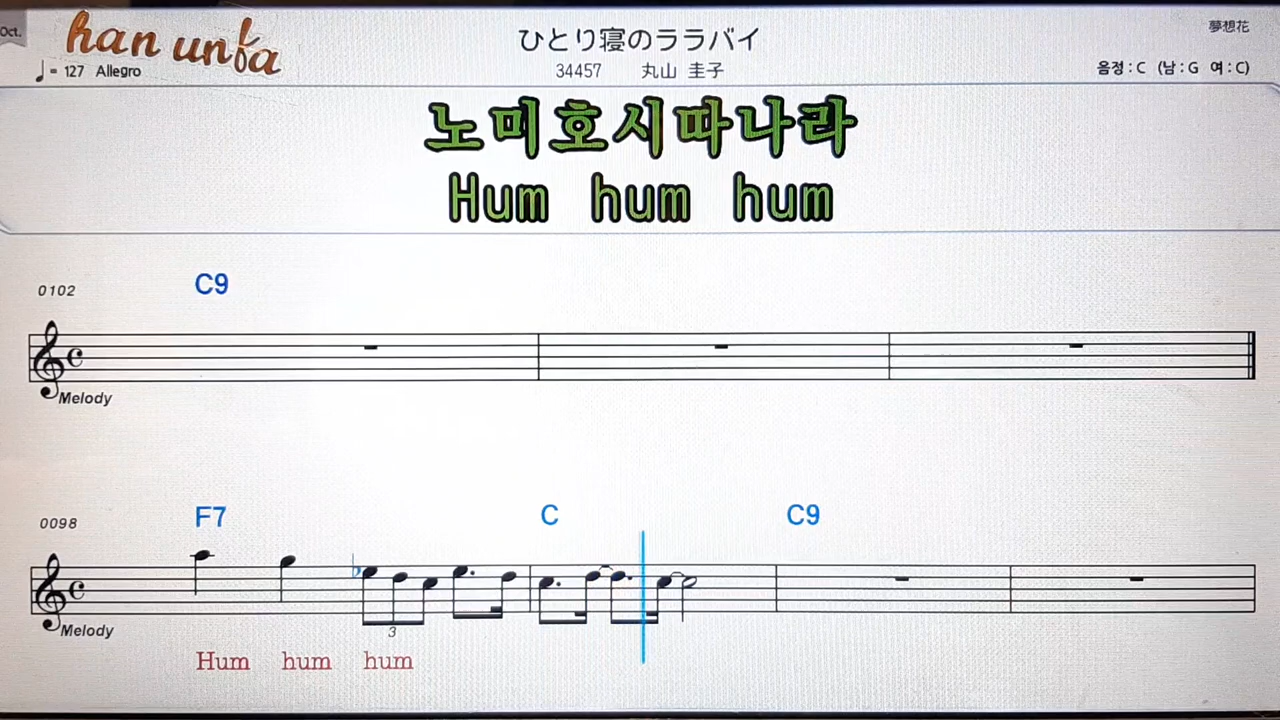 Oct.
han unfa
ひとり寝のララバイ
夢想花
♩= 127 Allegro
34457 丸山 圭子
음정 : C (남 : G 여 : C)
노미호시따나라
Hum hum hum
0102
C9
Melody
0098
F7 C C9
Melody
3
Hum hum hum